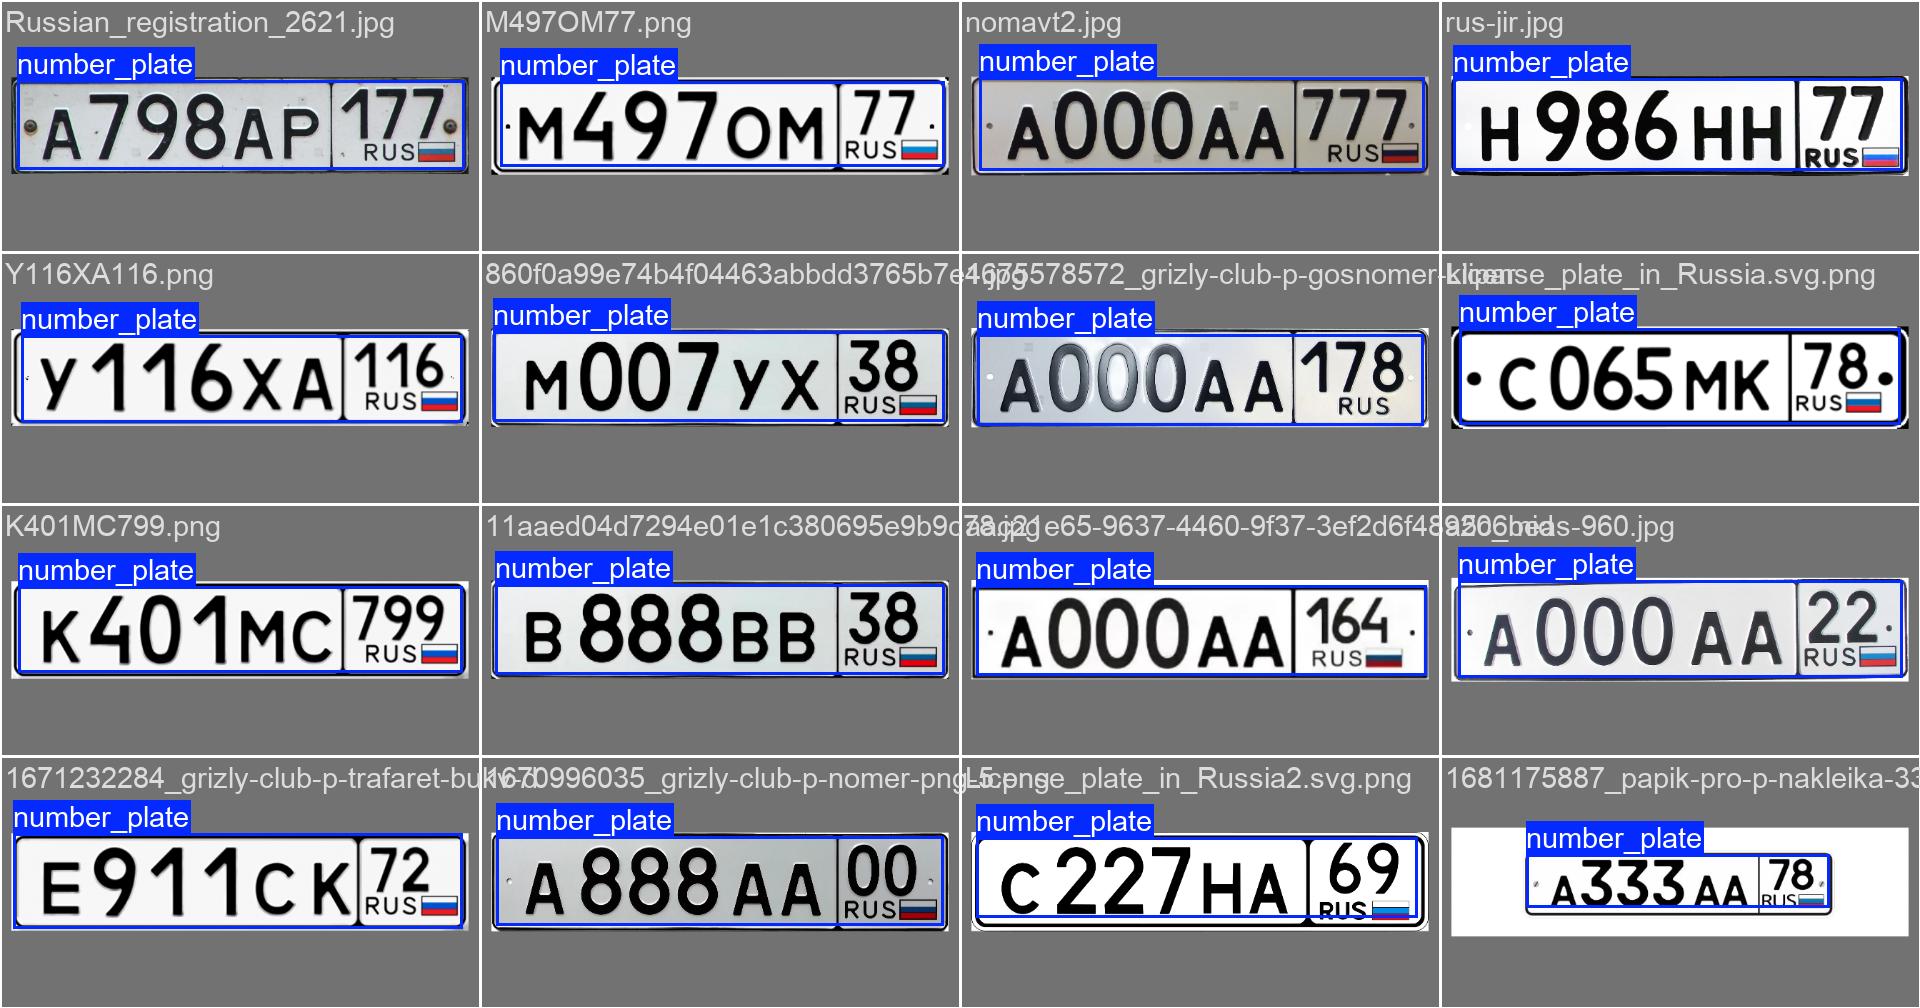 Russian_registration_2621.jpg
number_plate
А798АР 177
RUS
M497OM77.png
number_plate
М497ОМ 77
RUS
nomavt2.jpg
number_plate
А000АА 777
RUS
rus-jir.jpg
number_plate
Н986НН 77
RUS
Y116XA116.png
number_plate
У116ХА 116
RUS
number_plate
М007УХ 38
RUS
number_plate
А000АА 178
RUS
License_plate_in_Russia.svg.png
number_plate
С065МК 78
RUS
K401MC799.png
number_plate
К401МС 799
RUS
number_plate
В888ВВ 38
RUS
number_plate
А000АА 164
RUS
number_plate
А000АА 22
RUS
number_plate
Е911СК 72
RUS
number_plate
А888АА 00
RUS
License_plate_in_Russia2.svg.png
number_plate
С227НА 69
RUS
1681175887_papik-pro-p-nakleika-33
number_plate
А333АА 78
RUS